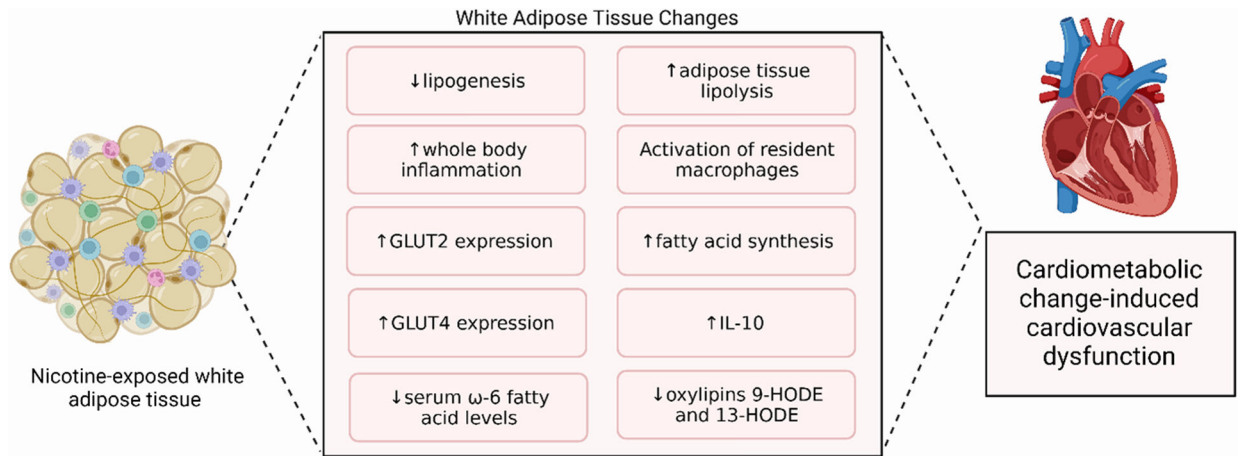 White Adipose Tissue Changes
↓lipogenesis
↑adipose tissue
lipolysis
↑whole body
inflammation
Activation of resident
macrophages
↑GLUT2 expression
↑fatty acid synthesis
↑GLUT4 expression
↑IL-10
↓serum ω-6 fatty
acid levels
↓oxylipins 9-HODE
and 13-HODE
Nicotine-exposed white
adipose tissue
Cardiometabolic
change-induced
cardiovascular
dysfunction